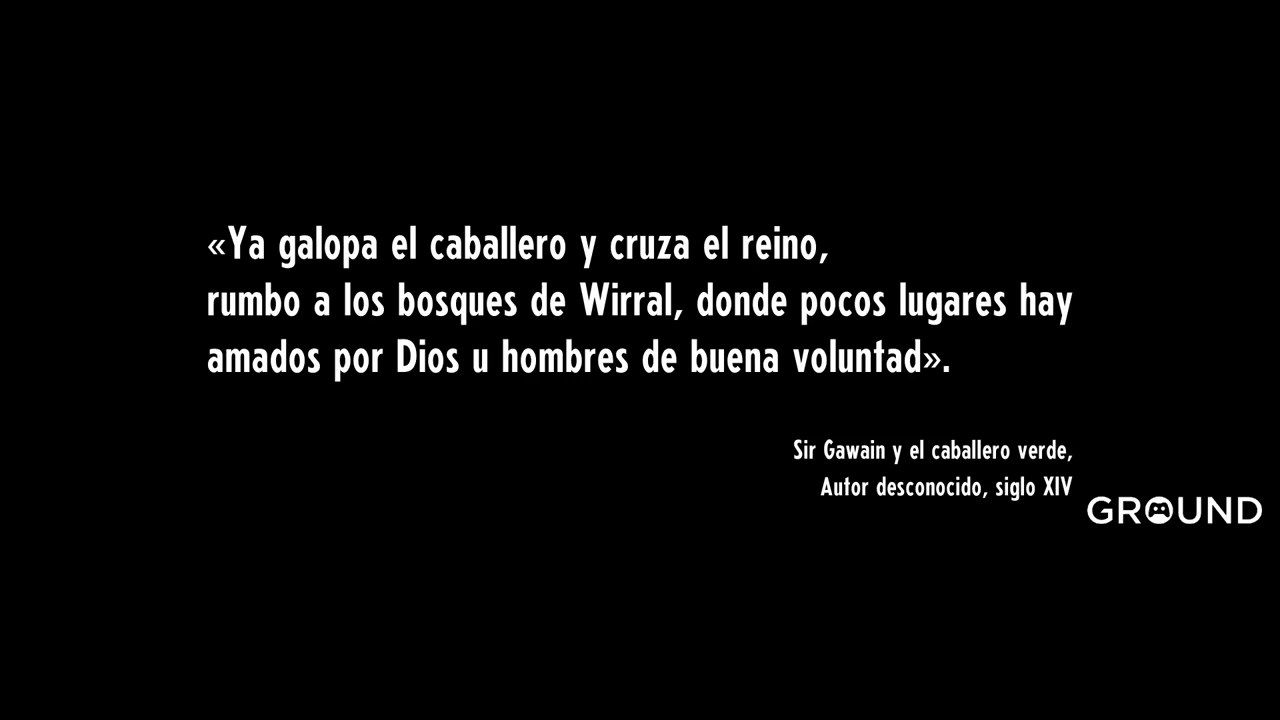 «Ya galopa el caballero y cruza el reino,
rumbo a los bosques de Wirral, donde pocos lugares hay
amados por Dios u hombres de buena voluntad».
Sir Gawain y el caballero verde,
Autor desconocido, siglo XIV
GROUND